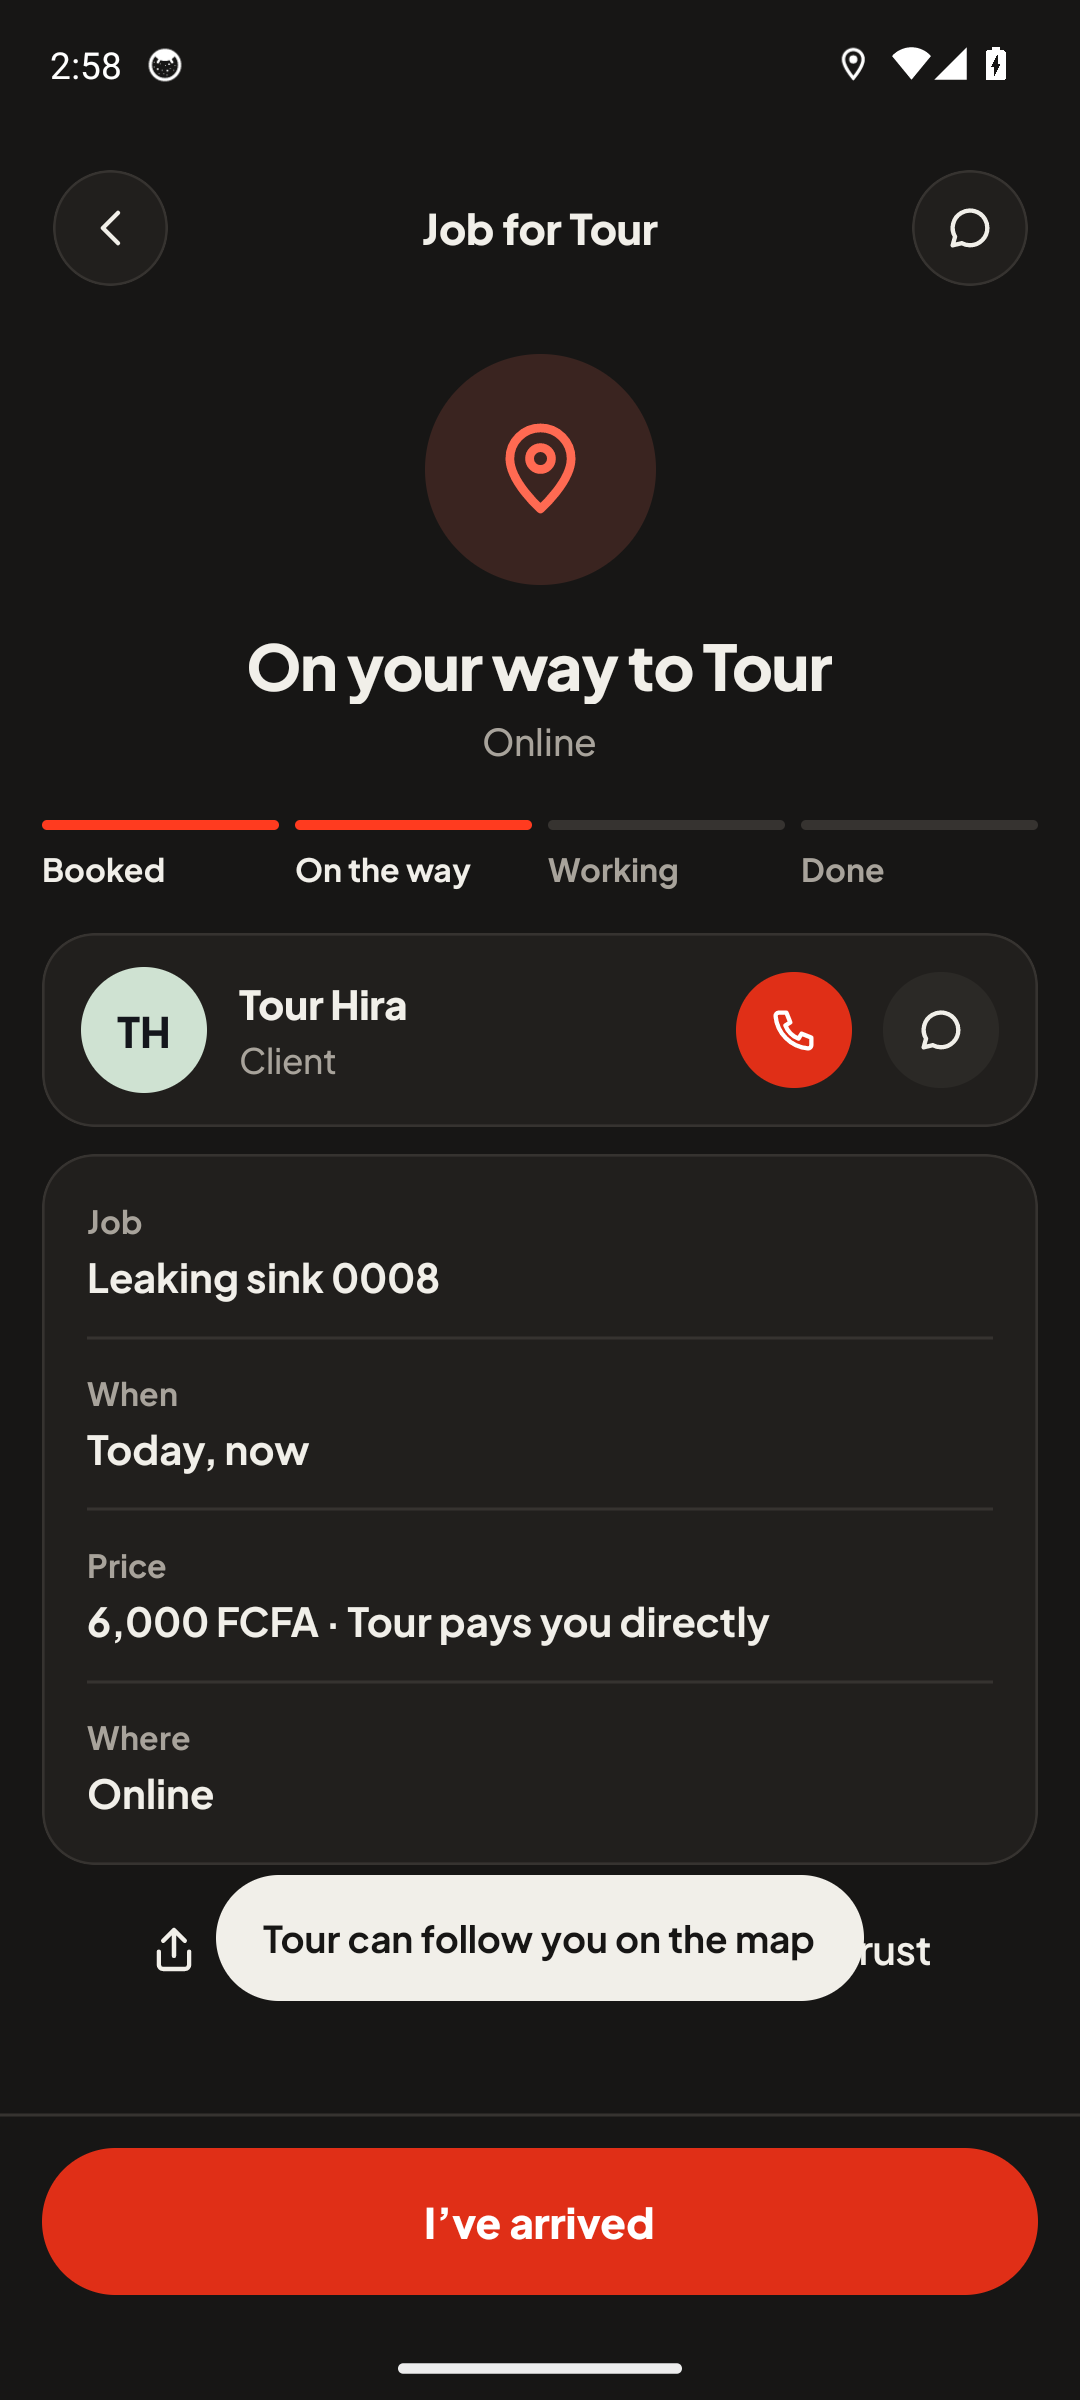 2:58
Job for Tour
On your way to Tour
Online
Booked
On the way
Working
Done
TH
Tour Hira
Client
Job
Leaking sink 0008
When
Today, now
Price
6,000 FCFA · Tour pays you directly
Where
Online
Tour can follow you on the map
rust
I’ve arrived